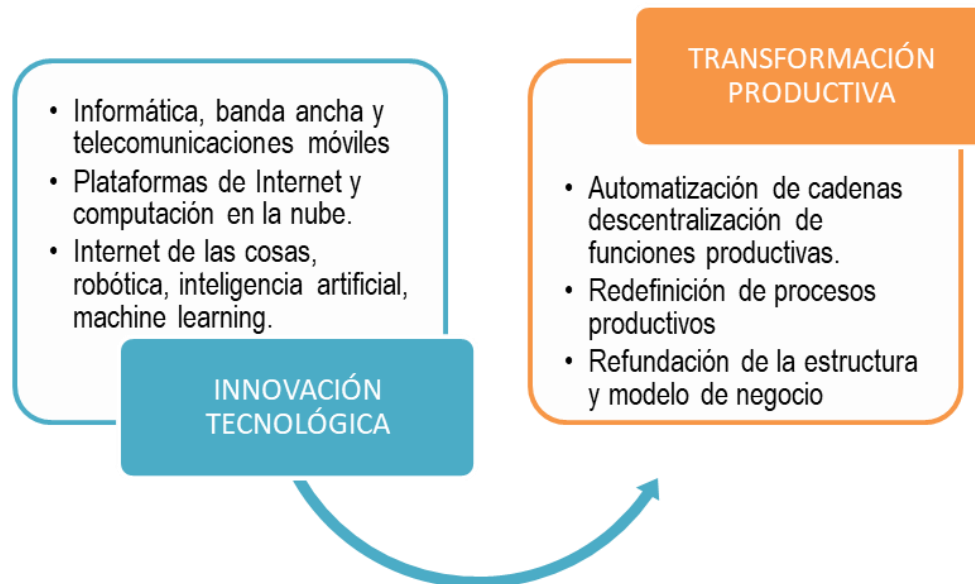 • Informática, banda ancha y
telecomunicaciones móviles
• Plataformas de Internet y
computación en la nube.
• Internet de las cosas,
robótica, inteligencia artificial,
machine learning.
INNOVACIÓN
TECNOLÓGICA
TRANSFORMACIÓN
PRODUCTIVA
• Automatización de cadenas
descentralización de
funciones productivas.
• Redefinición de procesos
productivos
• Refundación de la estructura
y modelo de negocio